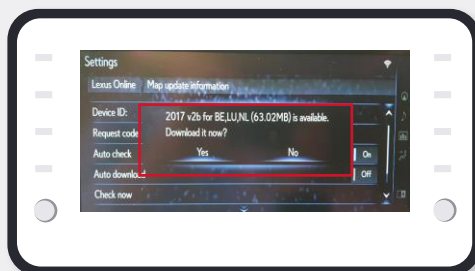 Settings
Lexus Online Map update information
Device ID:
2017 v2b for BE,LU,NL (63.02MB) is available.
Request code
Download it now?
Auto check
Yes No
On
Auto download
Off
Check now